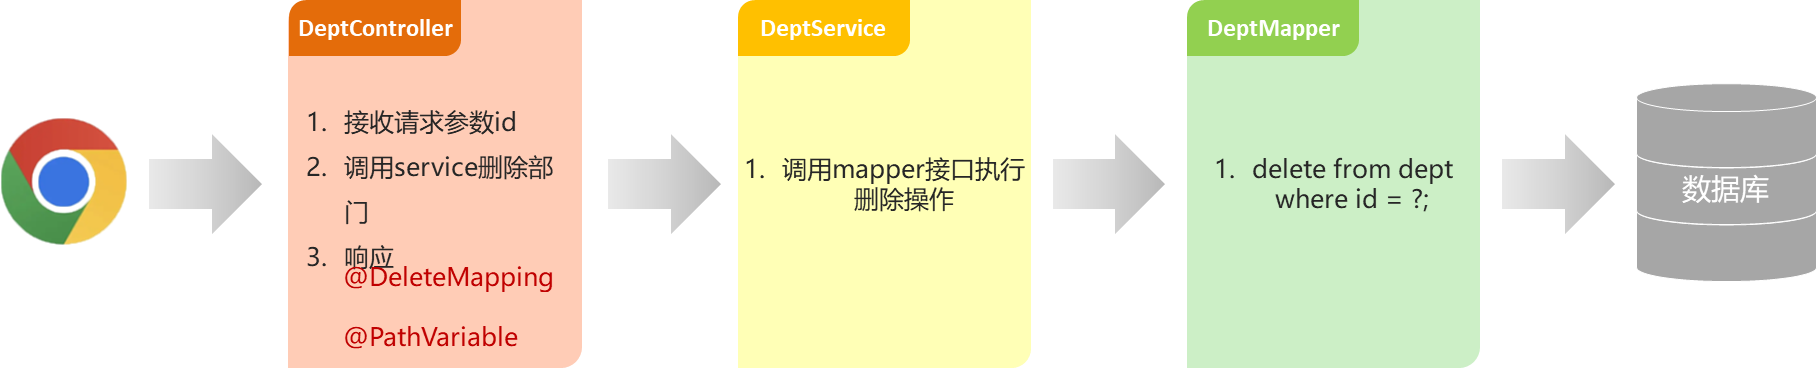 DeptController
1. 接收请求参数id
2. 调用service删除部
门
3. 响应
@DeleteMapping
@PathVariable
DeptService
1. 调用mapper接口执行
删除操作
DeptMapper
1. delete from dept
where id = ?;
数据库